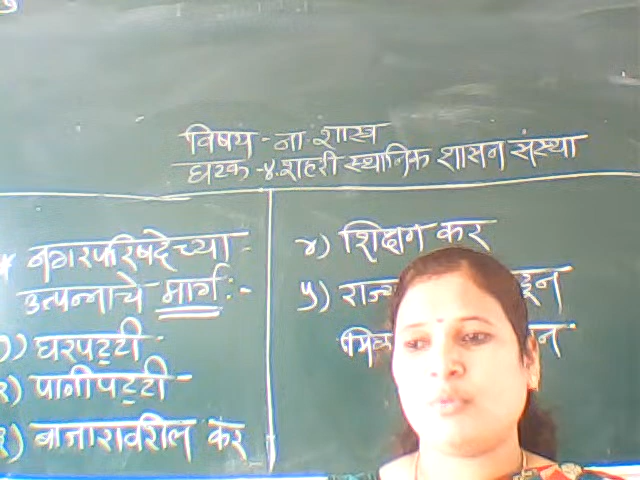 विषय - ना. शास्त्र
घटक - ४. शहरी स्थानिक शासन संस्था
* नगरपरिषदेच्या -
उत्पन्नाचे मार्ग :-
१) घरपट्टी -
२) पानीपट्टी -
३) बाजारावरील कर
४) शिक्षण कर
५)